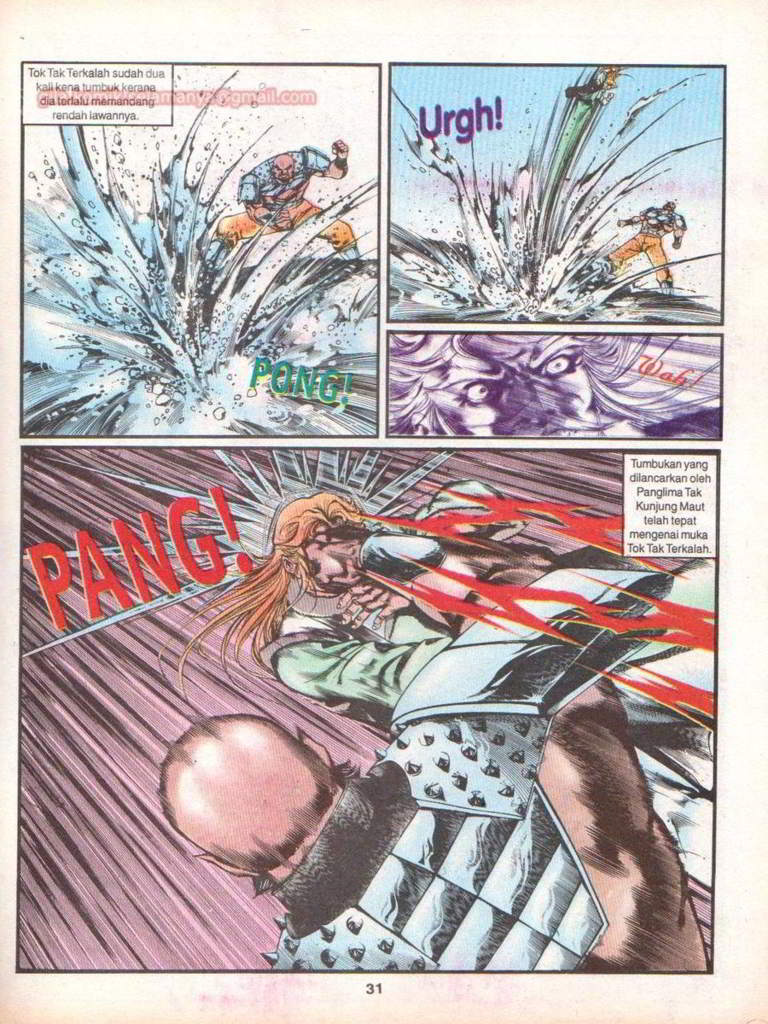 Tok Tak Terkalah sudah dua
kali kena tumbuk kerana
dia terlalu memandang
rendah lawannya.
PONG!
Urgh!
Wah!
PANG!
Tumbukan yang
dilancarkan oleh
Panglima Tak
Kunjung Maut
telah tepat
mengenai muka
Tok Tak Terkalah.
31